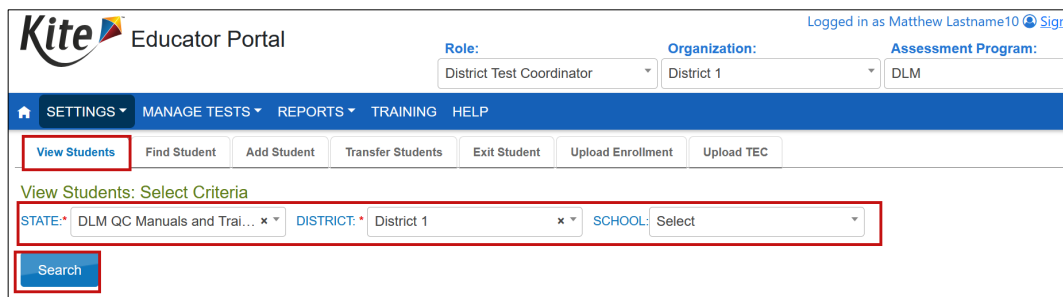 Logged in as Matthew Lastname10 Sign
Kite Educator Portal
Role: Organization: Assessment Program:
District Test Coordinator District 1 DLM
SETTINGS MANAGE TESTS REPORTS TRAINING HELP
View Students Find Student Add Student Transfer Students Exit Student Upload Enrollment Upload TEC
View Students: Select Criteria
STATE:* DLM QC Manuals and Trai... × DISTRICT: * District 1 × SCHOOL: Select
Search